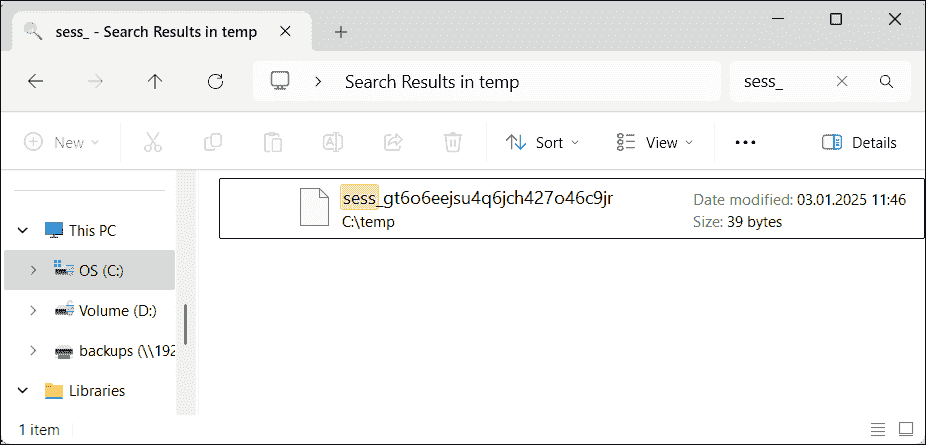 sess_ - Search Results in temp
Search Results in temp
sess_
New
Sort
View
Details
This PC
OS (C:)
Volume (D:)
backups (\\192
Libraries
sess_gt6o6eejsu4q6jch427o46c9jr
C:\temp
Date modified: 03.01.2025 11:46
Size: 39 bytes
1 item